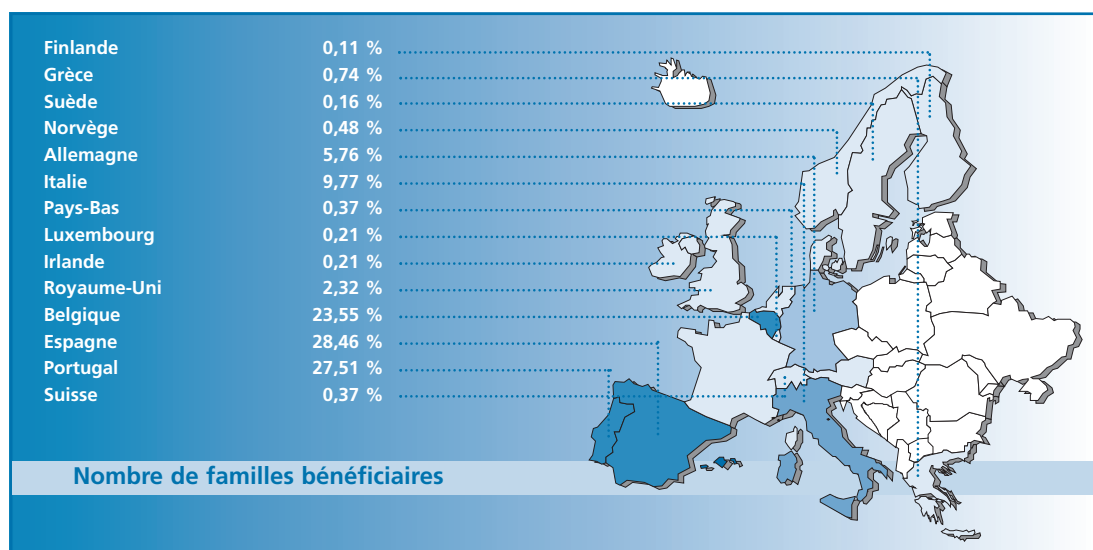 Finlande 0,11 %
Grèce 0,74 %
Suède 0,16 %
Norvège 0,48 %
Allemagne 5,76 %
Italie 9,77 %
Pays-Bas 0,37 %
Luxembourg 0,21 %
Irlande 0,21 %
Royaume-Uni 2,32 %
Belgique 23,55 %
Espagne 28,46 %
Portugal 27,51 %
Suisse 0,37 %
Nombre de familles bénéficiaires